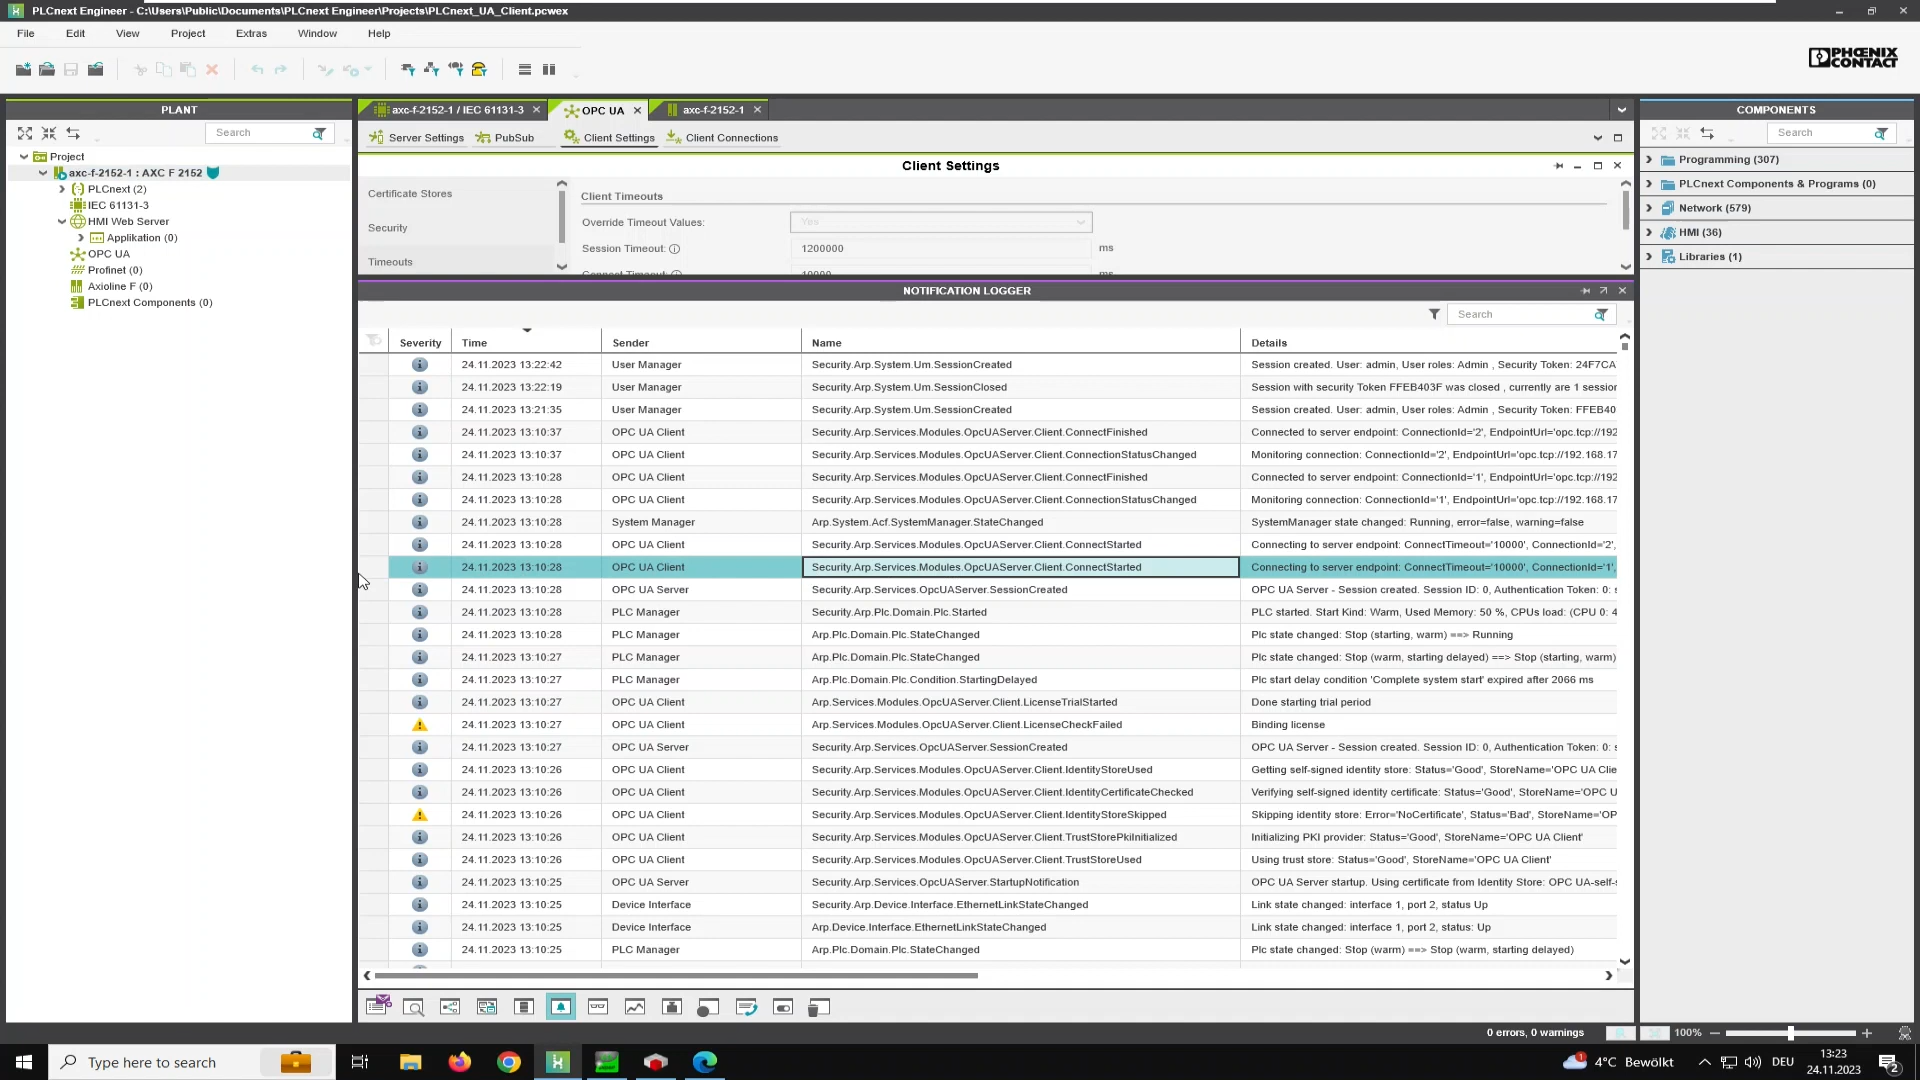 PLCnext Engineer - C:\Users\Public\Documents\PLCnext Engineer\Projects\PLCnext_UA_Client.pcwex
File Edit View Project Extras Window Help
PHŒNIX CONTACT
PLANT
Search
Project
axc-f-2152-1 : AXC F 2152
PLCnext (2)
IEC 61131-3
HMI Web Server
Applikation (0)
OPC UA
Profinet (0)
Axioline F (0)
PLCnext Components (0)
axc-f-2152-1 / IEC 61131-3
OPC UA
axc-f-2152-1
Server Settings PubSub Client Settings Client Connections
Client Settings
Certificate Stores
Security
Timeouts
Client Timeouts
Override Timeout Values: Yes
Session Timeout: 1200000 ms
Connect Timeout: 10000 ms
NOTIFICATION LOGGER
Search
Severity Time Sender Name Details
24.11.2023 13:22:42 User Manager Security.Arp.System.Um.SessionCreated Session created. User: admin, User roles: Admin , Security Token: 24F7CA
24.11.2023 13:22:19 User Manager Security.Arp.System.Um.SessionClosed Session with security Token FFEB403F was closed , currently are 1 session
24.11.2023 13:21:35 User Manager Security.Arp.System.Um.SessionCreated Session created. User: admin, User roles: Admin , Security Token: FFEB40
24.11.2023 13:10:37 OPC UA Client Security.Arp.Services.Modules.OpcUAServer.Client.ConnectFinished Connected to server endpoint: ConnectionId='2', EndpointUrl='opc.tcp://192
24.11.2023 13:10:37 OPC UA Client Security.Arp.Services.Modules.OpcUAServer.Client.ConnectionStatusChanged Monitoring connection: ConnectionId='2', EndpointUrl='opc.tcp://192.168.17
24.11.2023 13:10:28 OPC UA Client Security.Arp.Services.Modules.OpcUAServer.Client.ConnectFinished Connected to server endpoint: ConnectionId='1', EndpointUrl='opc.tcp://192
24.11.2023 13:10:28 OPC UA Client Security.Arp.Services.Modules.OpcUAServer.Client.ConnectionStatusChanged Monitoring connection: ConnectionId='1', EndpointUrl='opc.tcp://192.168.17
24.11.2023 13:10:28 System Manager Arp.System.Acf.SystemManager.StateChanged SystemManager state changed: Running, error=false, warning=false
24.11.2023 13:10:28 OPC UA Client Security.Arp.Services.Modules.OpcUAServer.Client.ConnectStarted Connecting to server endpoint: ConnectTimeout='10000', ConnectionId='2',
24.11.2023 13:10:28 OPC UA Client Security.Arp.Services.Modules.OpcUAServer.Client.ConnectStarted Connecting to server endpoint: ConnectTimeout='10000', ConnectionId='1',
24.11.2023 13:10:28 OPC UA Server Security.Arp.Services.OpcUAServer.SessionCreated OPC UA Server - Session created. Session ID: 0, Authentication Token: 0: s
24.11.2023 13:10:28 PLC Manager Security.Arp.Plc.Domain.Plc.Started PLC started. Start Kind: Warm, Used Memory: 50 %, CPUs load: (CPU 0: 4
24.11.2023 13:10:28 PLC Manager Arp.Plc.Domain.Plc.StateChanged Plc state changed: Stop (starting, warm) ==> Running
24.11.2023 13:10:27 PLC Manager Arp.Plc.Domain.Plc.StateChanged Plc state changed: Stop (warm, starting delayed) ==> Stop (starting, warm)
24.11.2023 13:10:27 PLC Manager Arp.Plc.Domain.Plc.Condition.StartingDelayed Plc start delay condition 'Complete system start' expired after 2066 ms
24.11.2023 13:10:27 OPC UA Client Arp.Services.Modules.OpcUAServer.Client.LicenseTrialStarted Done starting trial period
24.11.2023 13:10:27 OPC UA Client Arp.Services.Modules.OpcUAServer.Client.LicenseCheckFailed Binding license
24.11.2023 13:10:27 OPC UA Server Security.Arp.Services.OpcUAServer.SessionCreated OPC UA Server - Session created. Session ID: 0, Authentication Token: 0: s
24.11.2023 13:10:26 OPC UA Client Security.Arp.Services.Modules.OpcUAServer.Client.IdentityStoreUsed Getting self-signed identity store: Status='Good', StoreName='OPC UA Clie
24.11.2023 13:10:26 OPC UA Client Security.Arp.Services.Modules.OpcUAServer.Client.IdentityCertificateChecked Verifying self-signed identity certificate: Status='Good', StoreName='OPC U
24.11.2023 13:10:26 OPC UA Client Security.Arp.Services.Modules.OpcUAServer.Client.IdentityStoreSkipped Skipping identity store: Error='NoCertificate', Status='Bad', StoreName='OP
24.11.2023 13:10:26 OPC UA Client Security.Arp.Services.Modules.OpcUAServer.Client.TrustStorePkiInitialized Initializing PKI provider: Status='Good', StoreName='OPC UA Client'
24.11.2023 13:10:26 OPC UA Client Security.Arp.Services.Modules.OpcUAServer.Client.TrustStoreUsed Using trust store: Status='Good', StoreName='OPC UA Client'
24.11.2023 13:10:25 OPC UA Server Security.Arp.Services.OpcUAServer.StartupNotification OPC UA Server startup. Using certificate from Identity Store: OPC UA-self-s
24.11.2023 13:10:25 Device Interface Security.Arp.Device.Interface.EthernetLinkStateChanged Link state changed: interface 1, port 2, status Up
24.11.2023 13:10:25 Device Interface Arp.Device.Interface.EthernetLinkStateChanged Link state changed: interface 1, port 2, status: Up
24.11.2023 13:10:25 PLC Manager Arp.Plc.Domain.Plc.StateChanged Plc state changed: Stop (warm) ==> Stop (warm, starting delayed)
COMPONENTS
Search
Programming (307)
PLCnext Components & Programs (0)
Network (579)
HMI (36)
Libraries (1)
0 errors, 0 warnings
100%
Type here to search
1
4°C Bewölkt
DEU
13:23
24.11.2023
2